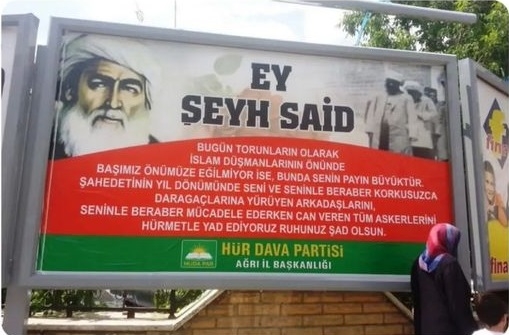 EY
ŞEYH SAİD
BUGÜN TORUNLARIN OLARAK
İSLAM DÜŞMANLARININ ÖNÜNDE
BAŞIMIZ ÖNÜMÜZE EĞİLMİYOR İSE, BUNDA SENİN PAYIN BÜYÜKTÜR.
ŞAHEDETİNİN YIL DÖNÜMÜNDE SENİ VE SENİNLE BERABER KORKUSUZCA
DARAGAÇLARINA YÜRÜYEN ARKADAŞLARINI,
SENİNLE BERABER MÜCADELE EDERKEN CAN VEREN TÜM ASKERLERİNİ
HÜRMETLE YAD EDİYORUZ RUHUNUZ ŞAD OLSUN.
HÜDA PAR
HÜR DAVA PARTİSİ
AĞRI İL BAŞKANLIĞI
fina